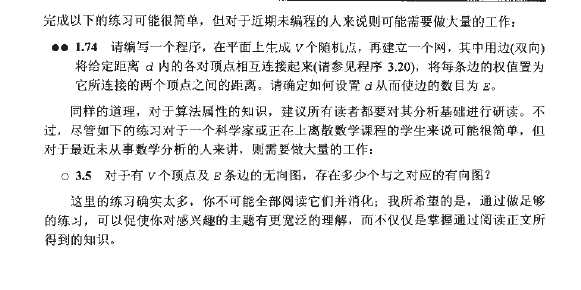 完成以下的练习可能很简单，但对于近期未编程的人来说则可能需要做大量的工作：
●● 1.74 请编写一个程序，在平面上生成 V 个随机点，再建立一个网，其中用边(双向)
将给定距离 d 内的各对顶点相互连接起来(请参见程序 3.20)，将每条边的权值置为
它所连接的两个顶点之间的距离。请确定如何设置 d 从而使边的数目为 E。
同样的道理，对于算法属性的知识，建议所有读者都要对其分析基础进行研读。不
过，尽管如下的练习对于一个科学家或正在上离散数学课程的学生来说可能很简单，但
对于最近未从事数学分析的人来讲，则需要做大量的工作：
○ 3.5 对于有 V 个顶点及 E 条边的无向图，存在多少个与之对应的有向图？
这里的练习确实太多，你不可能全部阅读它们并消化；我所希望的是，通过做足够
的练习，可以促使你对感兴趣的主题有更宽泛的理解，而不仅仅是掌握通过阅读正文所
得到的知识。